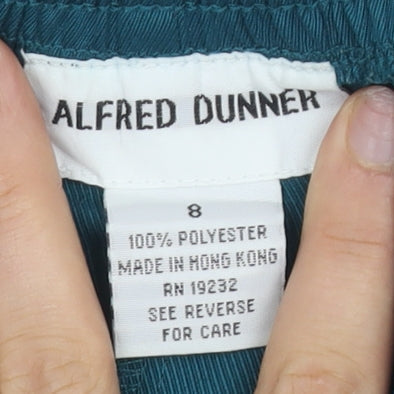 ALFRED DUNNER
8
100% POLYESTER
MADE IN HONG KONG
RN 19232
SEE REVERSE
FOR CARE